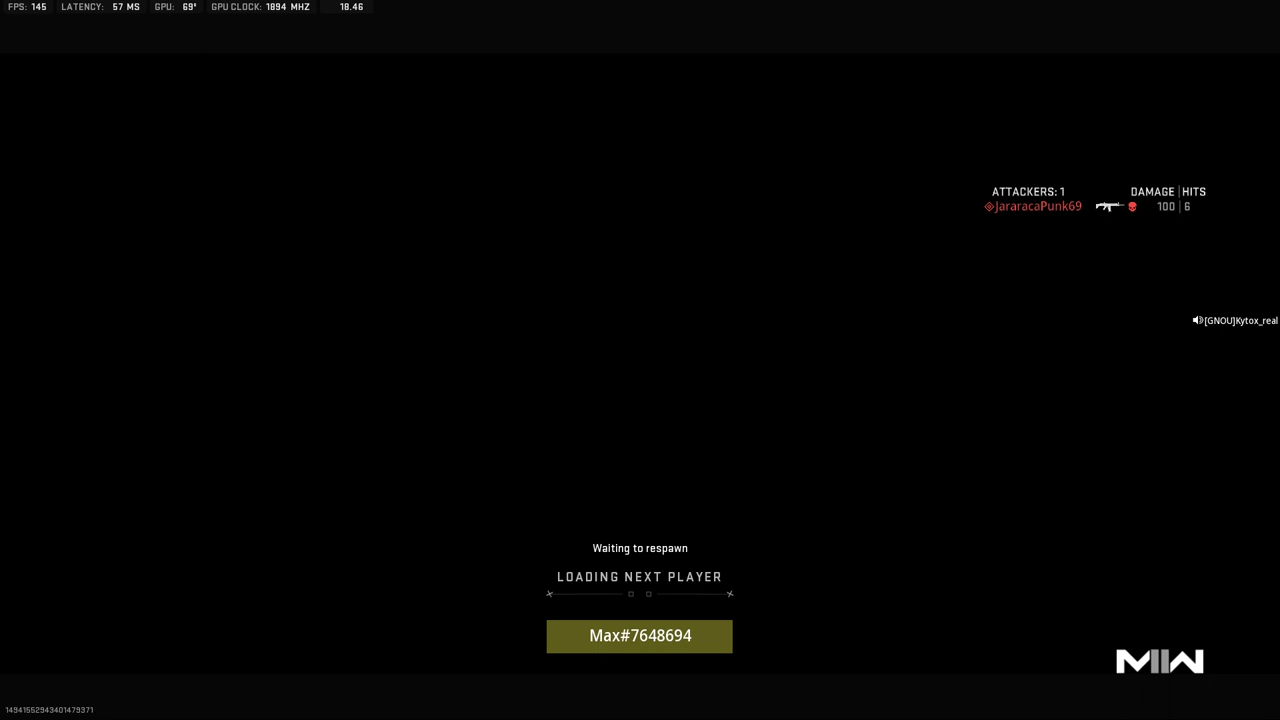 FPS: 145 LATENCY: 57 MS GPU: 69° GPU CLOCK: 1894 MHZ 18.46
ATTACKERS: 1 DAMAGE HITS
JararacaPunk69 100 6
[GNOU]Kytox_real
Waiting to respawn
LOADING NEXT PLAYER
Max#7648694
MIIW
14941552943401479371